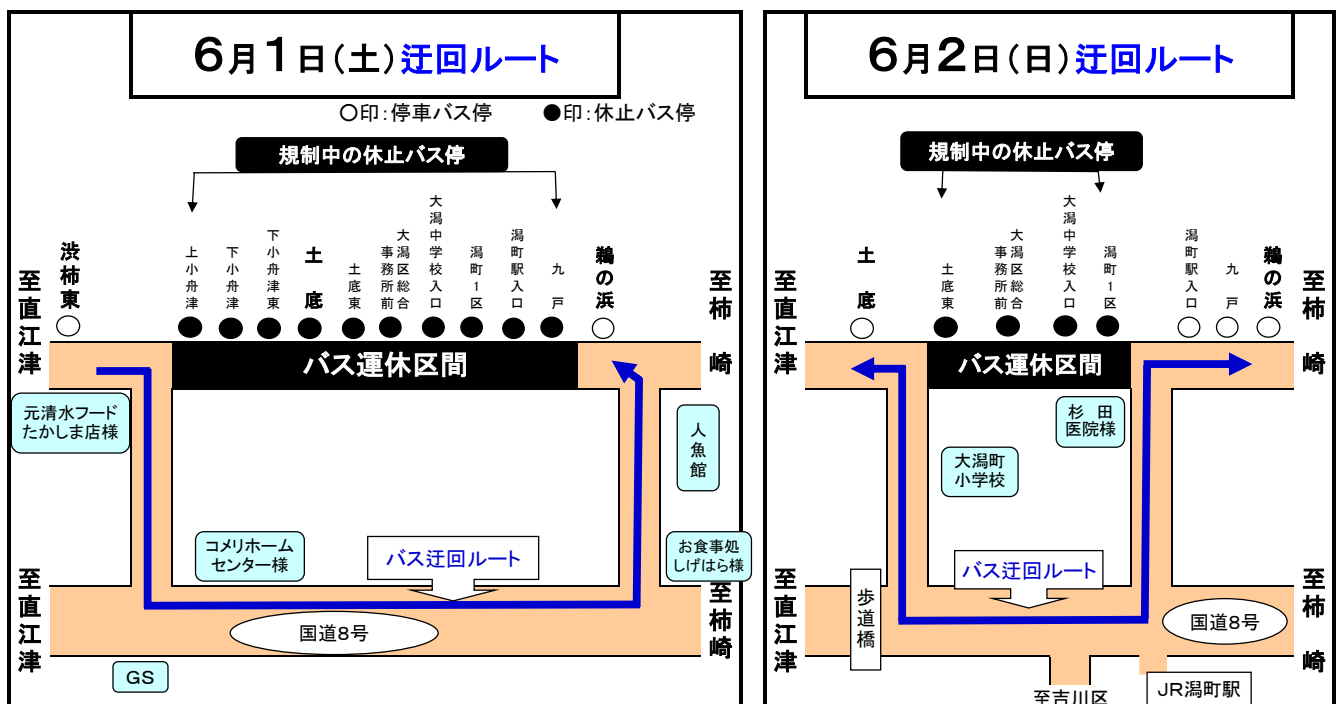 6月1日(土)迂回ルート
○印:停車バス停 ●印:休止バス停
規制中の休止バス停
至直江津
渋柿東
上小舟津
下小舟津
下小舟津東
土底
土底東
大潟区総合
事務所前
大潟中学校入口
潟町1区
潟町駅入口
九戸
鵜の浜
至柿崎
バス運休区間
元清水フード
たかしま店様
人魚館
コメリホーム
センター様
バス迂回ルート
お食事処
しげはら様
至直江津
至柿崎
国道8号
GS
6月2日(日)迂回ルート
規制中の休止バス停
至直江津
土底
土底東
大潟区総合
事務所前
大潟中学校入口
潟町1区
潟町駅入口
九戸
鵜の浜
至柿崎
バス運休区間
杉田
医院様
大潟町
小学校
バス迂回ルート
至直江津
歩道橋
国道8号
至柿崎
至吉川区
JR潟町駅